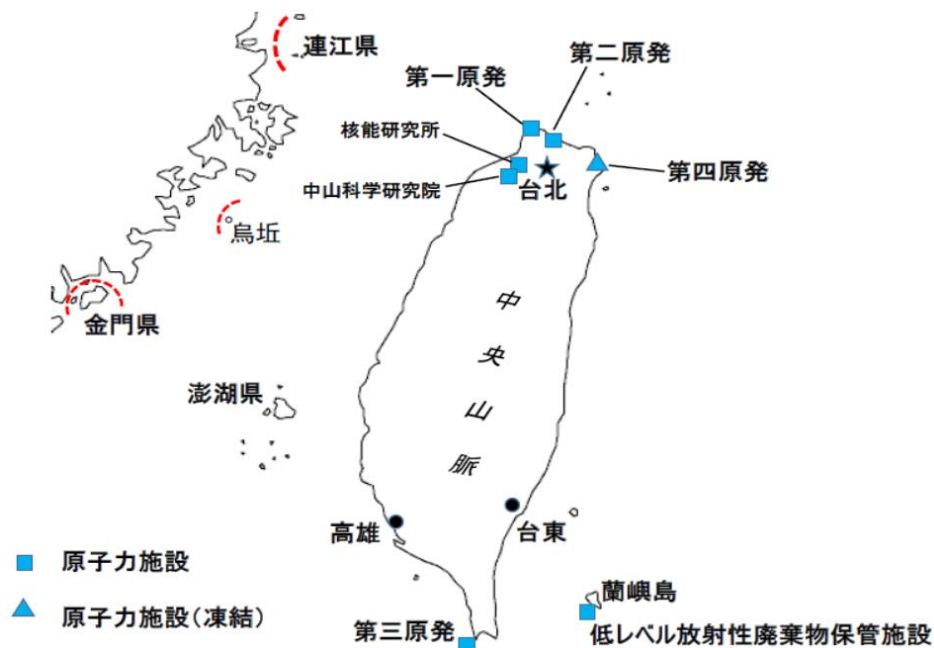 連江県
第二原発
第一原発
核能研究所
中山科学研究院
台北
第四原発
烏坵
金門県
中
央
山
脈
澎湖県
高雄
台東
原子力施設
原子力施設(凍結)
第三原発
蘭嶼島
低レベル放射性廃棄物保管施設